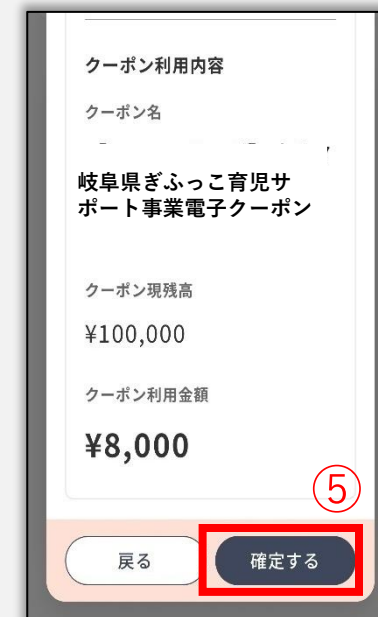 クーポン利用内容
クーポン名
岐阜県ぎふっこ育児サ
ポート事業電子クーポン
クーポン現残高
¥100,000
クーポン利用金額
¥8,000
⑤
戻る
確定する